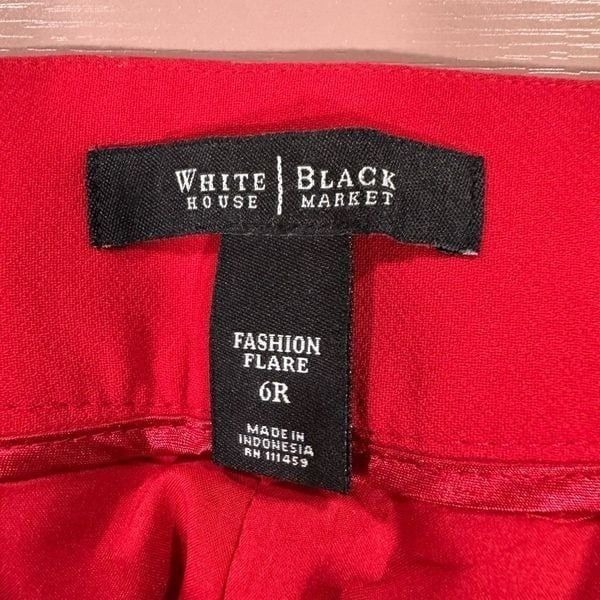 WHITE | BLACK
HOUSE | MARKET
FASHION
FLARE
6R
MADE IN
INDONESIA
RN 111459